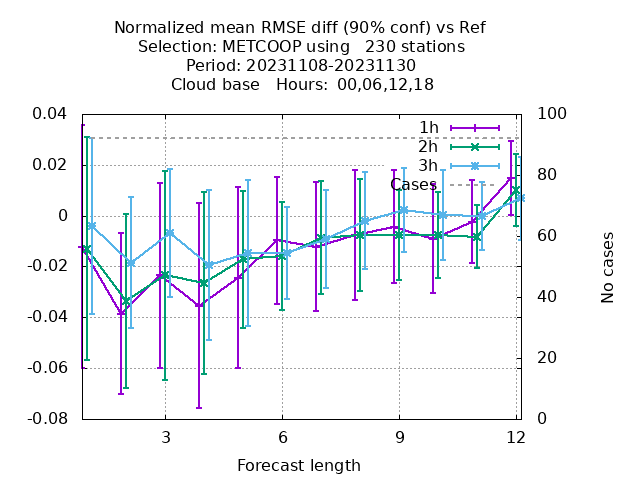 Normalized mean RMSE diff (90% conf) vs Ref
Selection: METCOOP using   230 stations
Period: 20231108-20231130
Cloud base   Hours:  00,06,12,18
0.04
0.02
0
-0.02
-0.04
-0.06
-0.08
100
80
60
40
20
0
No cases
1h
2h
3h
Cases
3
6
9
12
Forecast length